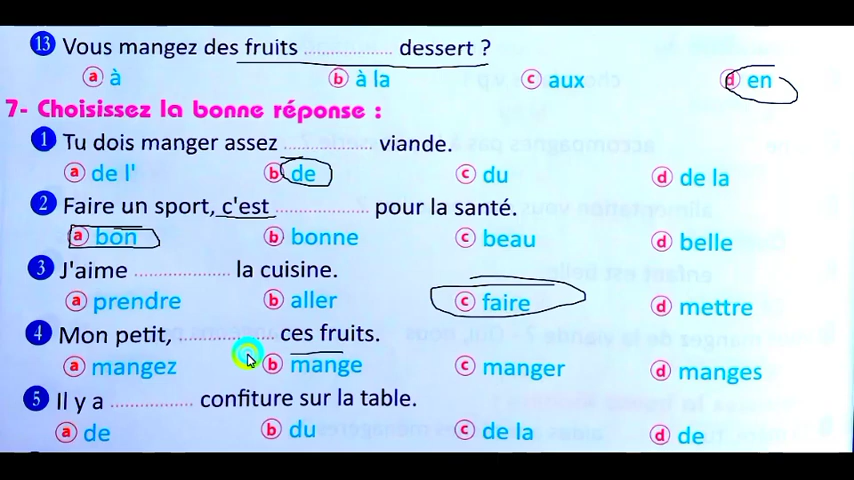 13 Vous mangez des fruits .................. dessert ?
a à b à la c aux d en
7- Choisissez la bonne réponse :
1 Tu dois manger assez .................. viande.
a de l' b de c du d de la
2 Faire un sport, c'est .................. pour la santé.
a bon b bonne c beau d belle
3 J'aime .................. la cuisine.
a prendre b aller c faire d mettre
4 Mon petit, .................. ces fruits.
a mangez b mange c manger d manges
5 Il y a .................. confiture sur la table.
a de b du c de la d de